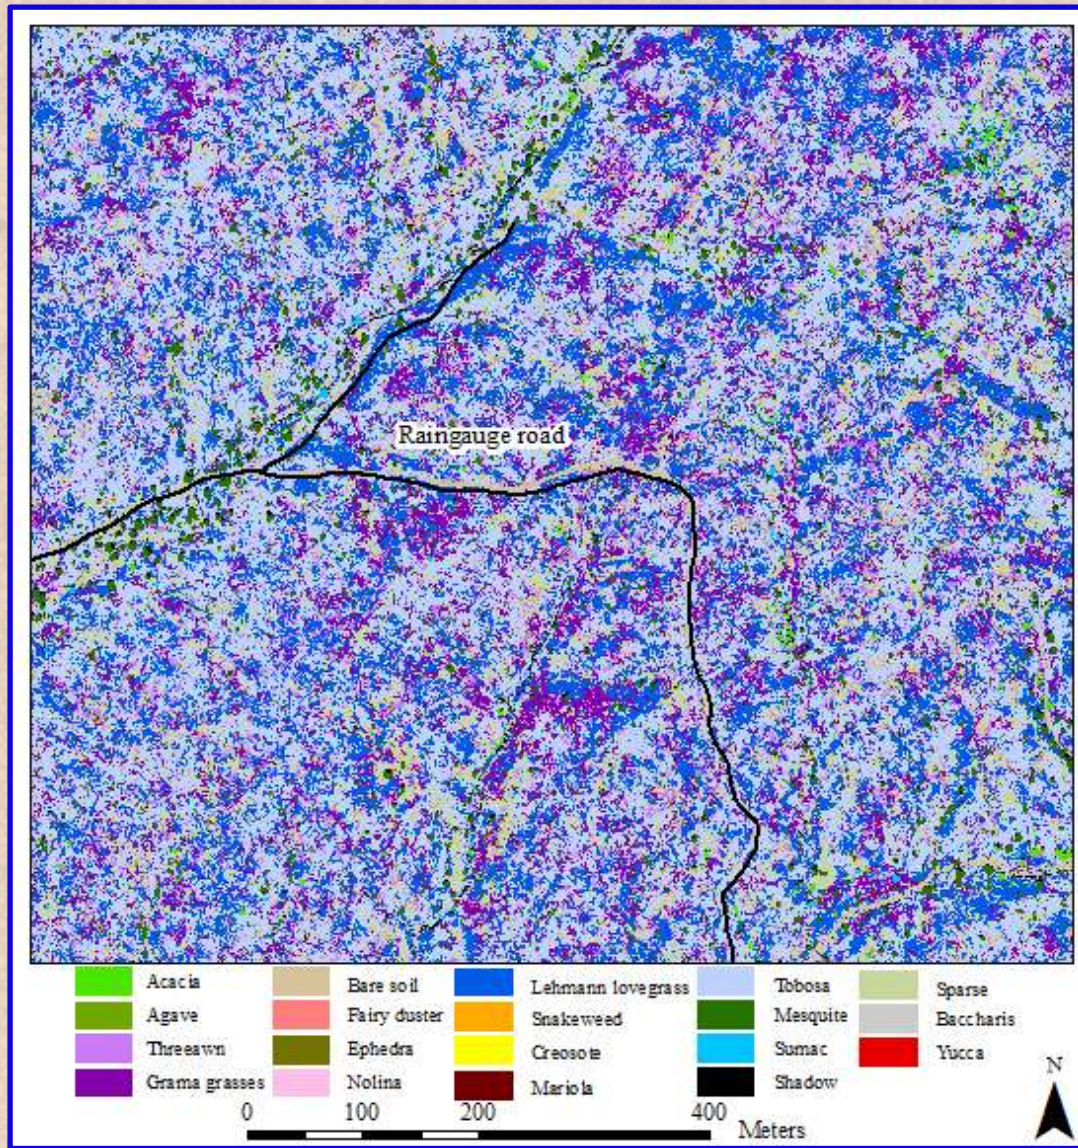 Raingauge road
Acacia Bare soil Lehmann lovegrass Tobosa Sparse
Agave Fairy duster Snakeweed Mesquite Baccharis
Threeawn Ephedra Creosote Sumac Yucca
Grama grasses Nolina Mariola Shadow
N
0 100 200 400 Meters